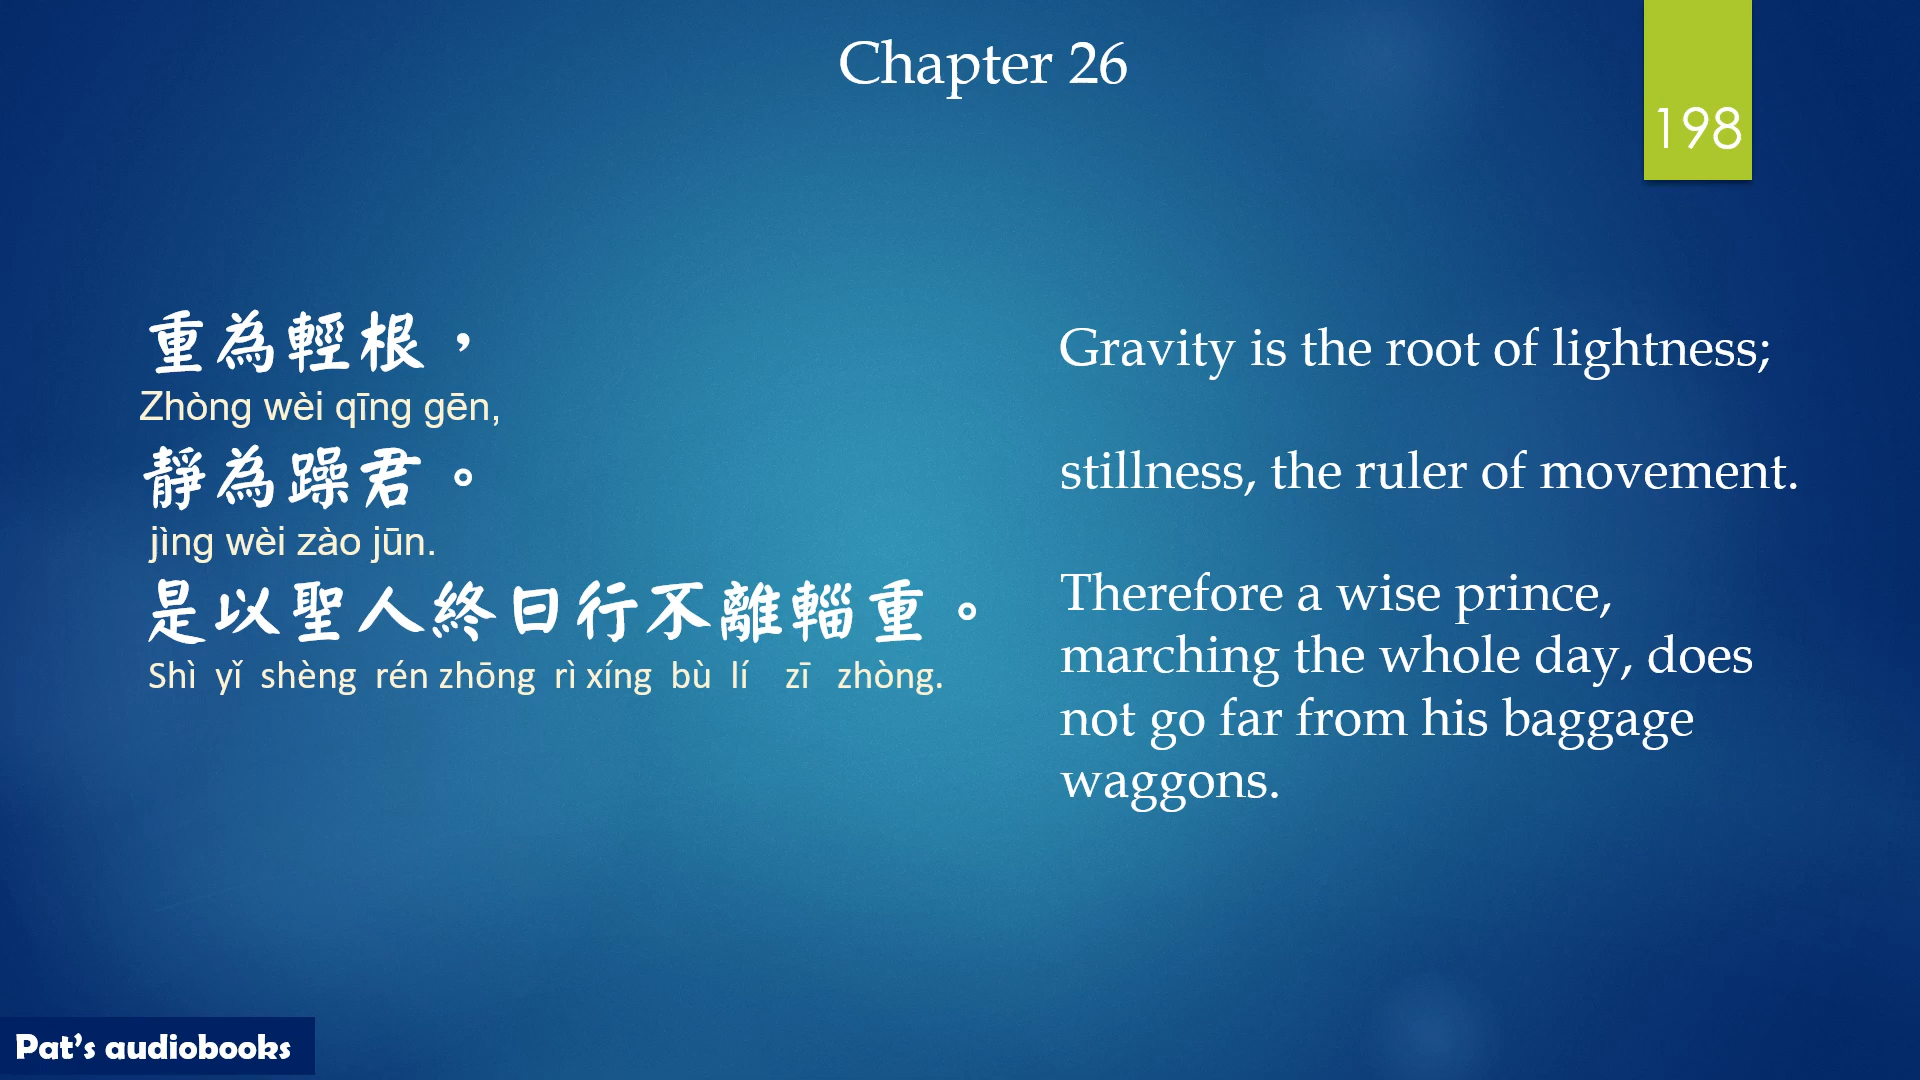 Chapter 26
198
重為輕根，
Zhòng wèi qīng gēn,
靜為躁君。
jìng wèi zào jūn.
是以聖人終日行不離輜重。
Shì yǐ shèng rén zhōng rì xíng bù lí zī zhòng.
Gravity is the root of lightness;
stillness, the ruler of movement.
Therefore a wise prince,
marching the whole day, does
not go far from his baggage
waggons.
Pat's audiobooks